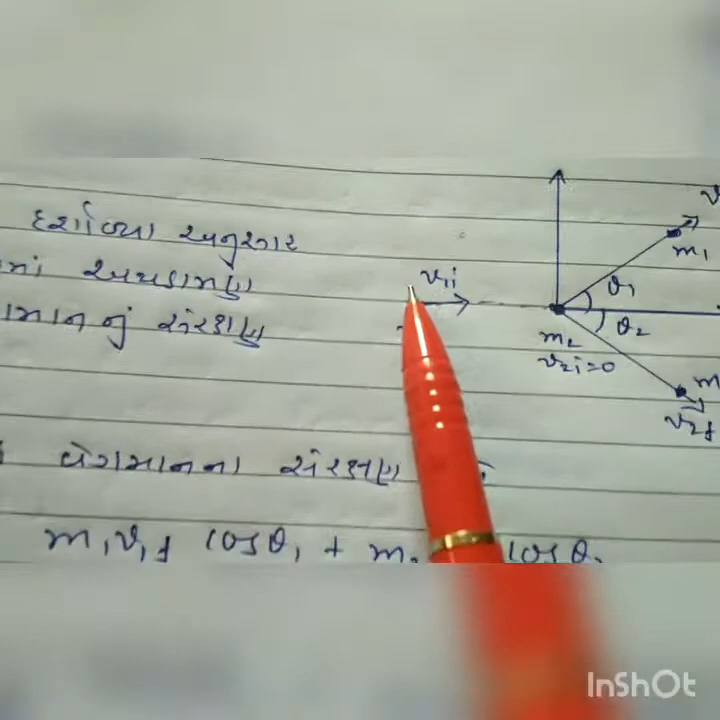 દર્શાવ્યા અનુસાર
અથડામણ
નું સંરક્ષણ
v₁ᵢ
m₁
θ₁
θ₂
m₂
v₂ᵢ=0
v₂f
વેગમાનના સંરક્ષણ
m₁v₁f cosθ₁ + m₂ cosθ₂
InShOt